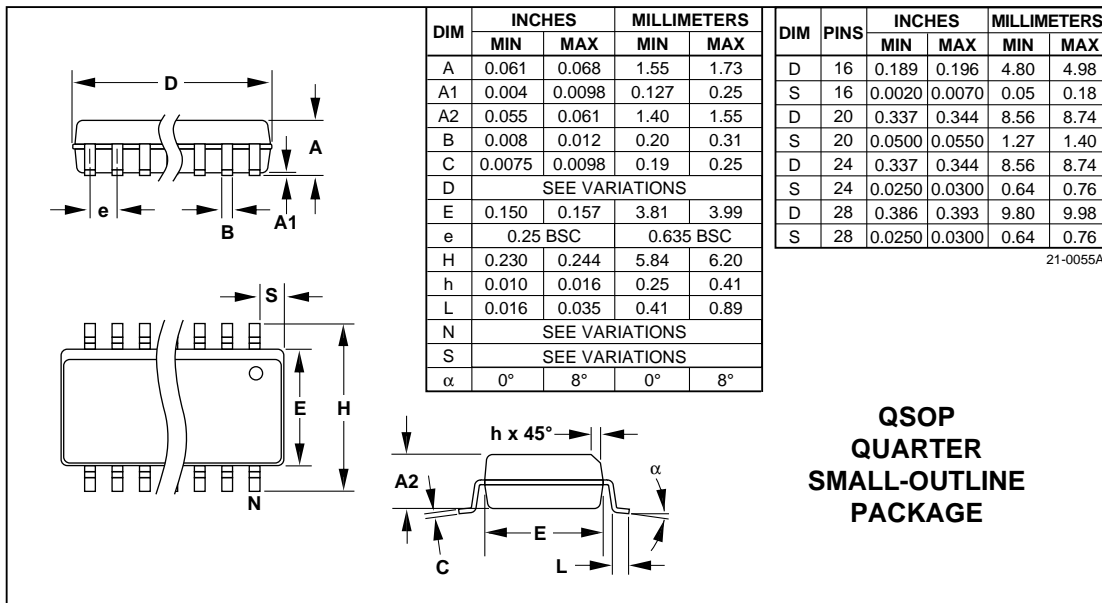 D
A
e
B
A1
S
E
H
N
DIM INCHES MILLIMETERS
MIN MAX MIN MAX
A 0.061 0.068 1.55 1.73
A1 0.004 0.0098 0.127 0.25
A2 0.055 0.061 1.40 1.55
B 0.008 0.012 0.20 0.31
C 0.0075 0.0098 0.19 0.25
D SEE VARIATIONS
E 0.150 0.157 3.81 3.99
e 0.25 BSC 0.635 BSC
H 0.230 0.244 5.84 6.20
h 0.010 0.016 0.25 0.41
L 0.016 0.035 0.41 0.89
N SEE VARIATIONS
S SEE VARIATIONS
α 0° 8° 0° 8°
DIM PINS INCHES MILLIMETERS
MIN MAX MIN MAX
D 16 0.189 0.196 4.80 4.98
S 16 0.0020 0.0070 0.05 0.18
D 20 0.337 0.344 8.56 8.74
S 20 0.0500 0.0550 1.27 1.40
D 24 0.337 0.344 8.56 8.74
S 24 0.0250 0.0300 0.64 0.76
D 28 0.386 0.393 9.80 9.98
S 28 0.0250 0.0300 0.64 0.76
21-0055A
h x 45°
A2
α
E
C
L
QSOP
QUARTER
SMALL-OUTLINE
PACKAGE